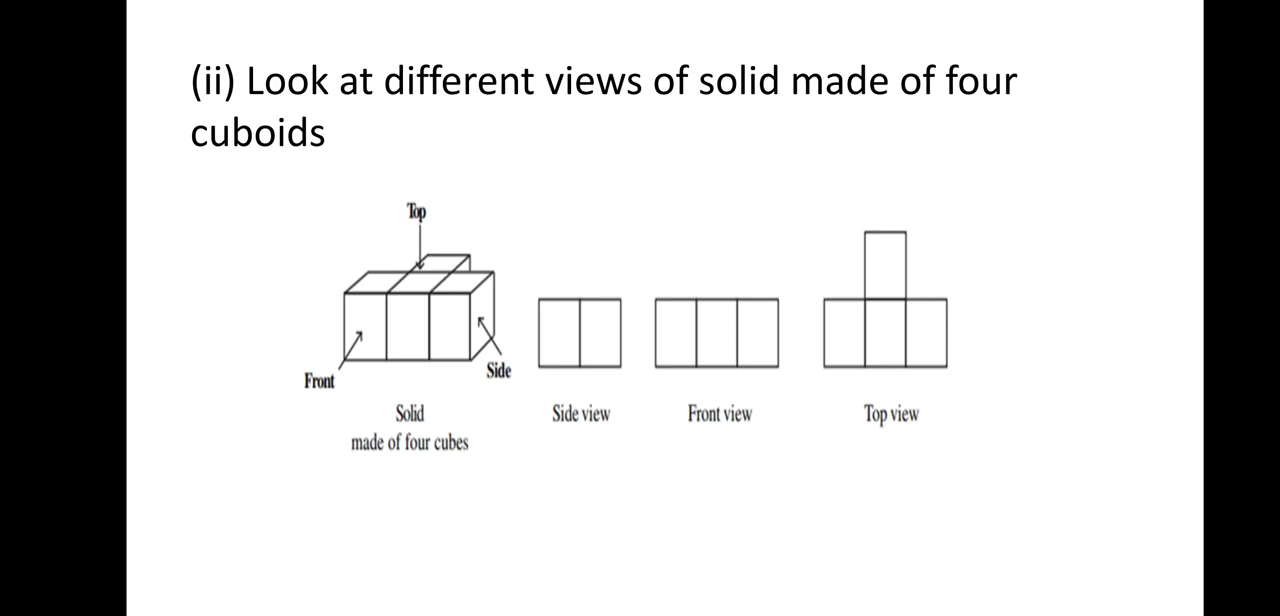 (ii) Look at different views of solid made of four
cuboids
Top
Front
Side
Solid
made of four cubes
Side view
Front view
Top view